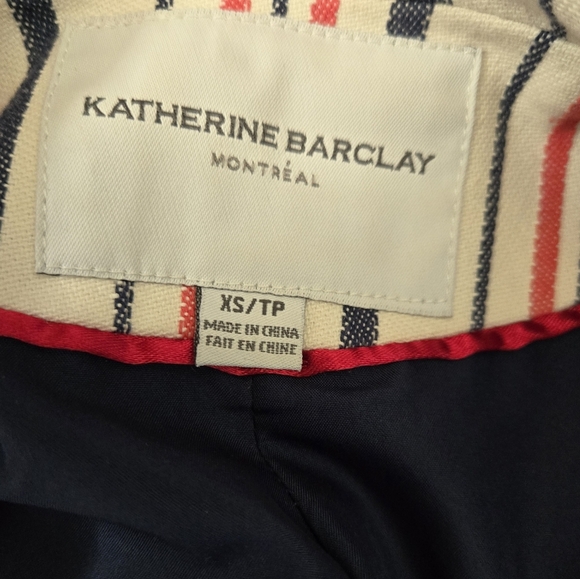 KATHERINE BARCLAY
MONTRÉAL
XS/TP
MADE IN CHINA
FAIT EN CHINE